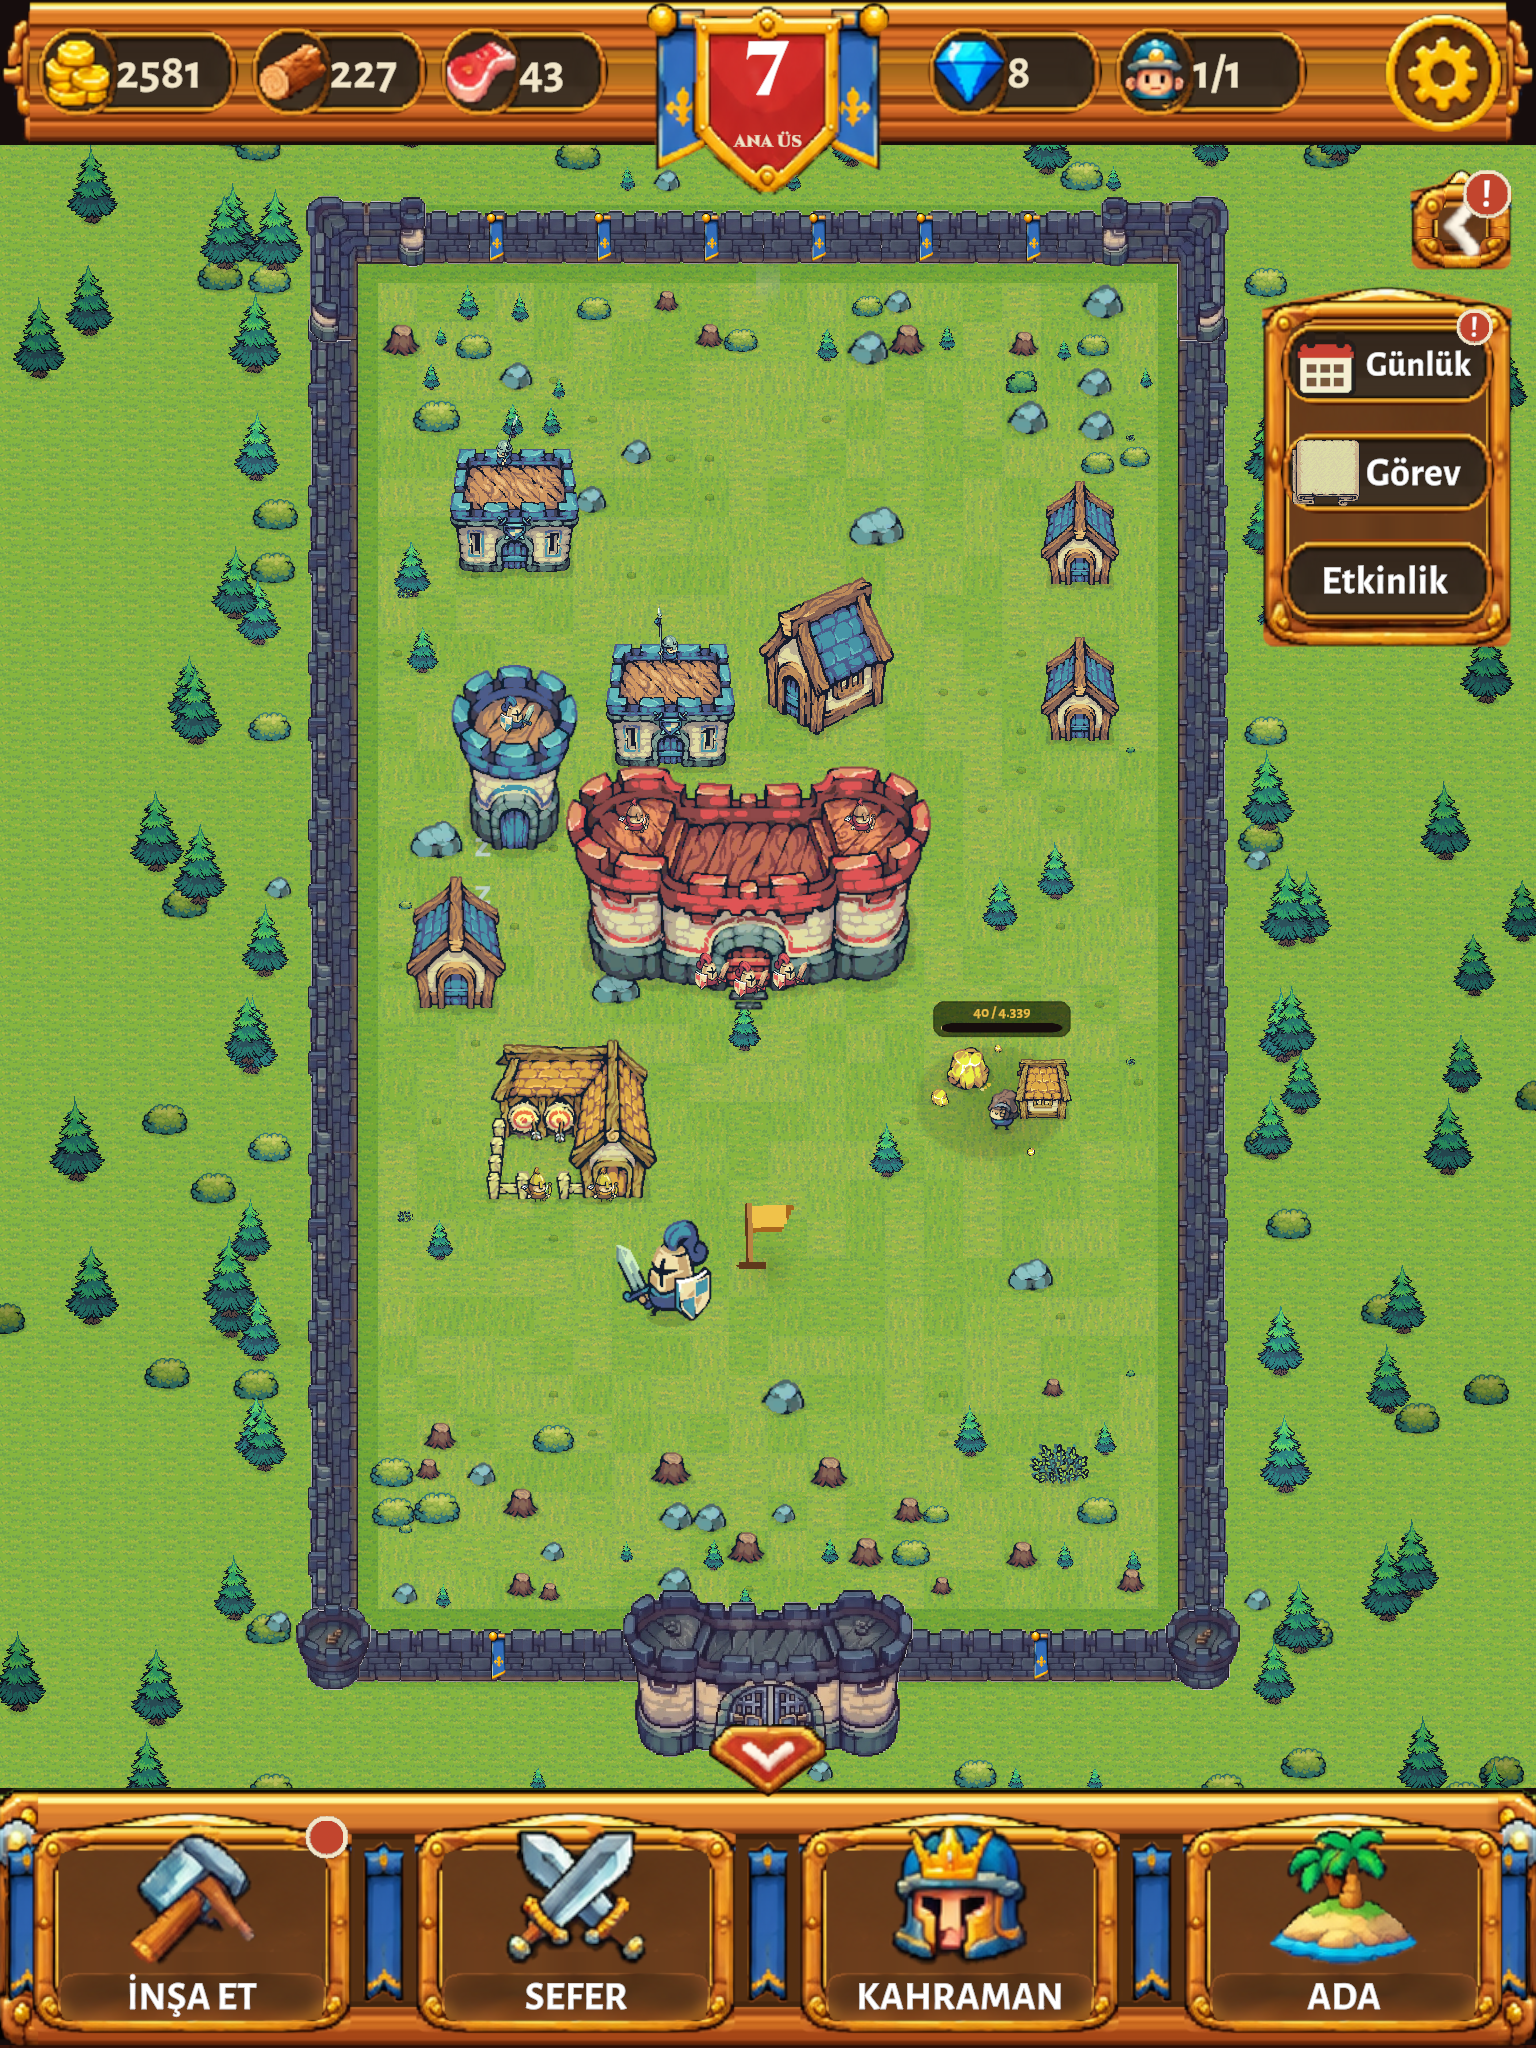 2581
227
43
7
ANA ÜS
8
1/1
!
!
Günlük
Görev
Etkinlik
Z
Z
40/4.339
İNŞA ET
SEFER
KAHRAMAN
ADA